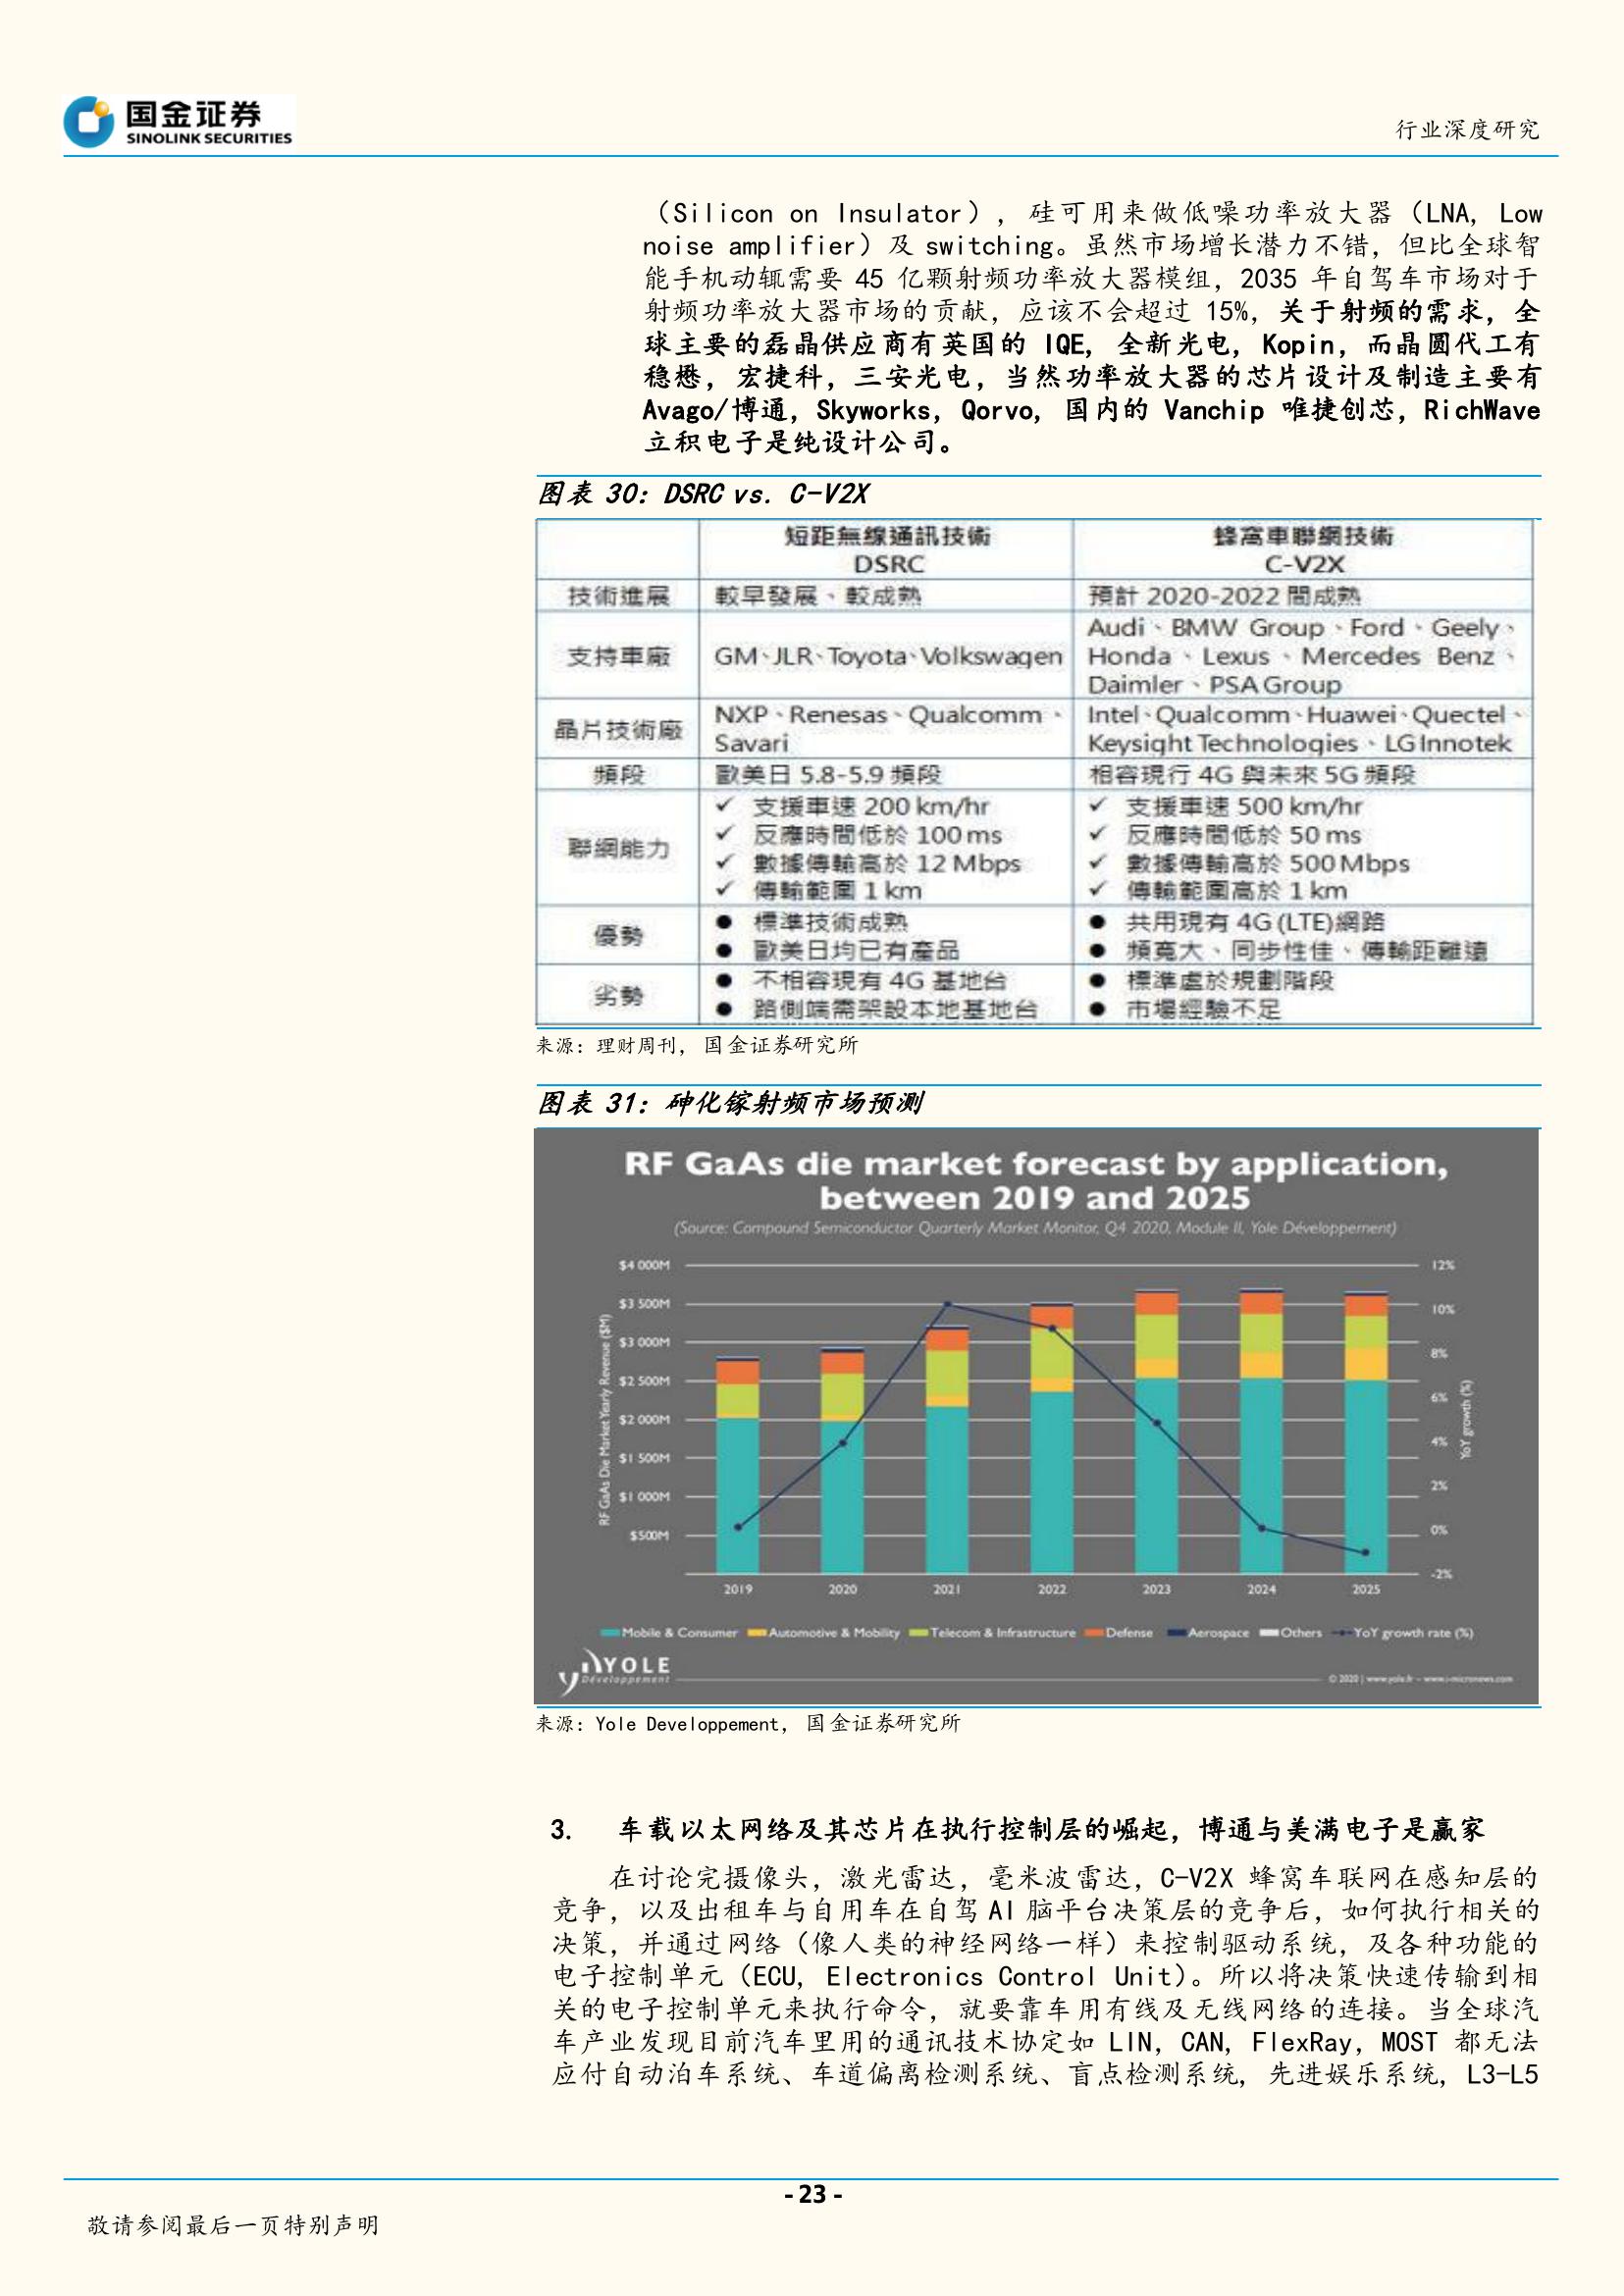 国金证券
SINOLINK SECURITIES
行业深度研究
（Silicon on Insulator）, 硅可用来做低噪功率放大器（LNA, Low
noise amplifier）及 switching。虽然市场增长潜力不错，但比全球智
能手机动辄需要 45 亿颗射频功率放大器模组，2035 年自驾车市场对于
射频功率放大器市场的贡献，应该不会超过 15%，关于射频的需求，全
球主要的磊晶供应商有英国的 IQE, 全新光电, Kopin, 而晶圆代工有
稳懋，宏捷科，三安光电，当然功率放大器的芯片设计及制造主要有
Avago/博通, Skyworks, Qorvo, 国内的 Vanchip 唯捷创芯, RichWave
立积电子是纯设计公司。
图表 30：DSRC vs. C-V2X
短距無線通訊技術
DSRC
蜂窩車聯網技術
C-V2X
技術進展 較早發展、較成熟 預計 2020-2022 間成熟
支持車廠 GM、JLR、Toyota、Volkswagen
Audi、BMW Group、Ford、Geely、
Honda、Lexus、Mercedes Benz、
Daimler、PSA Group
晶片技術廠
NXP、Renesas、Qualcomm、
Savari
Intel、Qualcomm、Huawei、Quectel、
Keysight Technologies、LG Innotek
頻段 歐美日 5.8-5.9 頻段 相容現行 4G 與未來 5G 頻段
聯網能力
✓ 支援車速 200 km/hr
✓ 反應時間低於 100 ms
✓ 數據傳輸高於 12 Mbps
✓ 傳輸範圍 1 km
✓ 支援車速 500 km/hr
✓ 反應時間低於 50 ms
✓ 數據傳輸高於 500 Mbps
✓ 傳輸範圍高於 1 km
優勢
● 標準技術成熟
● 歐美日均已有產品
● 共用現有 4G (LTE)網路
● 頻寬大、同步性佳、傳輸距離遠
劣勢
● 不相容現有 4G 基地台
● 路側端需架設本地基地台
● 標準處於規劃階段
● 市場經驗不足
来源：理财周刊, 国金证券研究所
图表 31：砷化镓射频市场预测
RF GaAs die market forecast by application,
between 2019 and 2025
(Source: Compound Semiconductor Quarterly Market Monitor, Q4 2020, Module II, Yole Développement)
RF GaAs Die Market Yearly Revenue ($M)
$4 000M
$3 500M
$3 000M
$2 500M
$2 000M
$1 500M
$1 000M
$500M
12%
10%
8%
6%
4%
2%
0%
-2%
YoY growth (%)
2019 2020 2021 2022 2023 2024 2025
Mobile & Consumer Automotive & Mobility Telecom & Infrastructure Defense Aerospace Others YoY growth rate (%)
YOLE
Développement
© 2020 | www.yole.fr – www.i-micronews.com
来源：Yole Developpement, 国金证券研究所
3. 车载以太网络及其芯片在执行控制层的崛起，博通与美满电子是赢家
在讨论完摄像头，激光雷达，毫米波雷达，C-V2X 蜂窝车联网在感知层的
竞争，以及出租车与自用车在自驾 AI 脑平台决策层的竞争后，如何执行相关的
决策，并通过网络（像人类的神经网络一样）来控制驱动系统，及各种功能的
电子控制单元（ECU, Electronics Control Unit）。所以将决策快速传输到相
关的电子控制单元来执行命令，就要靠车用有线及无线网络的连接。当全球汽
车产业发现目前汽车里用的通讯技术协定如 LIN, CAN, FlexRay, MOST 都无法
应付自动泊车系统、车道偏离检测系统、盲点检测系统, 先进娱乐系统, L3-L5
- 23 -
敬请参阅最后一页特别声明